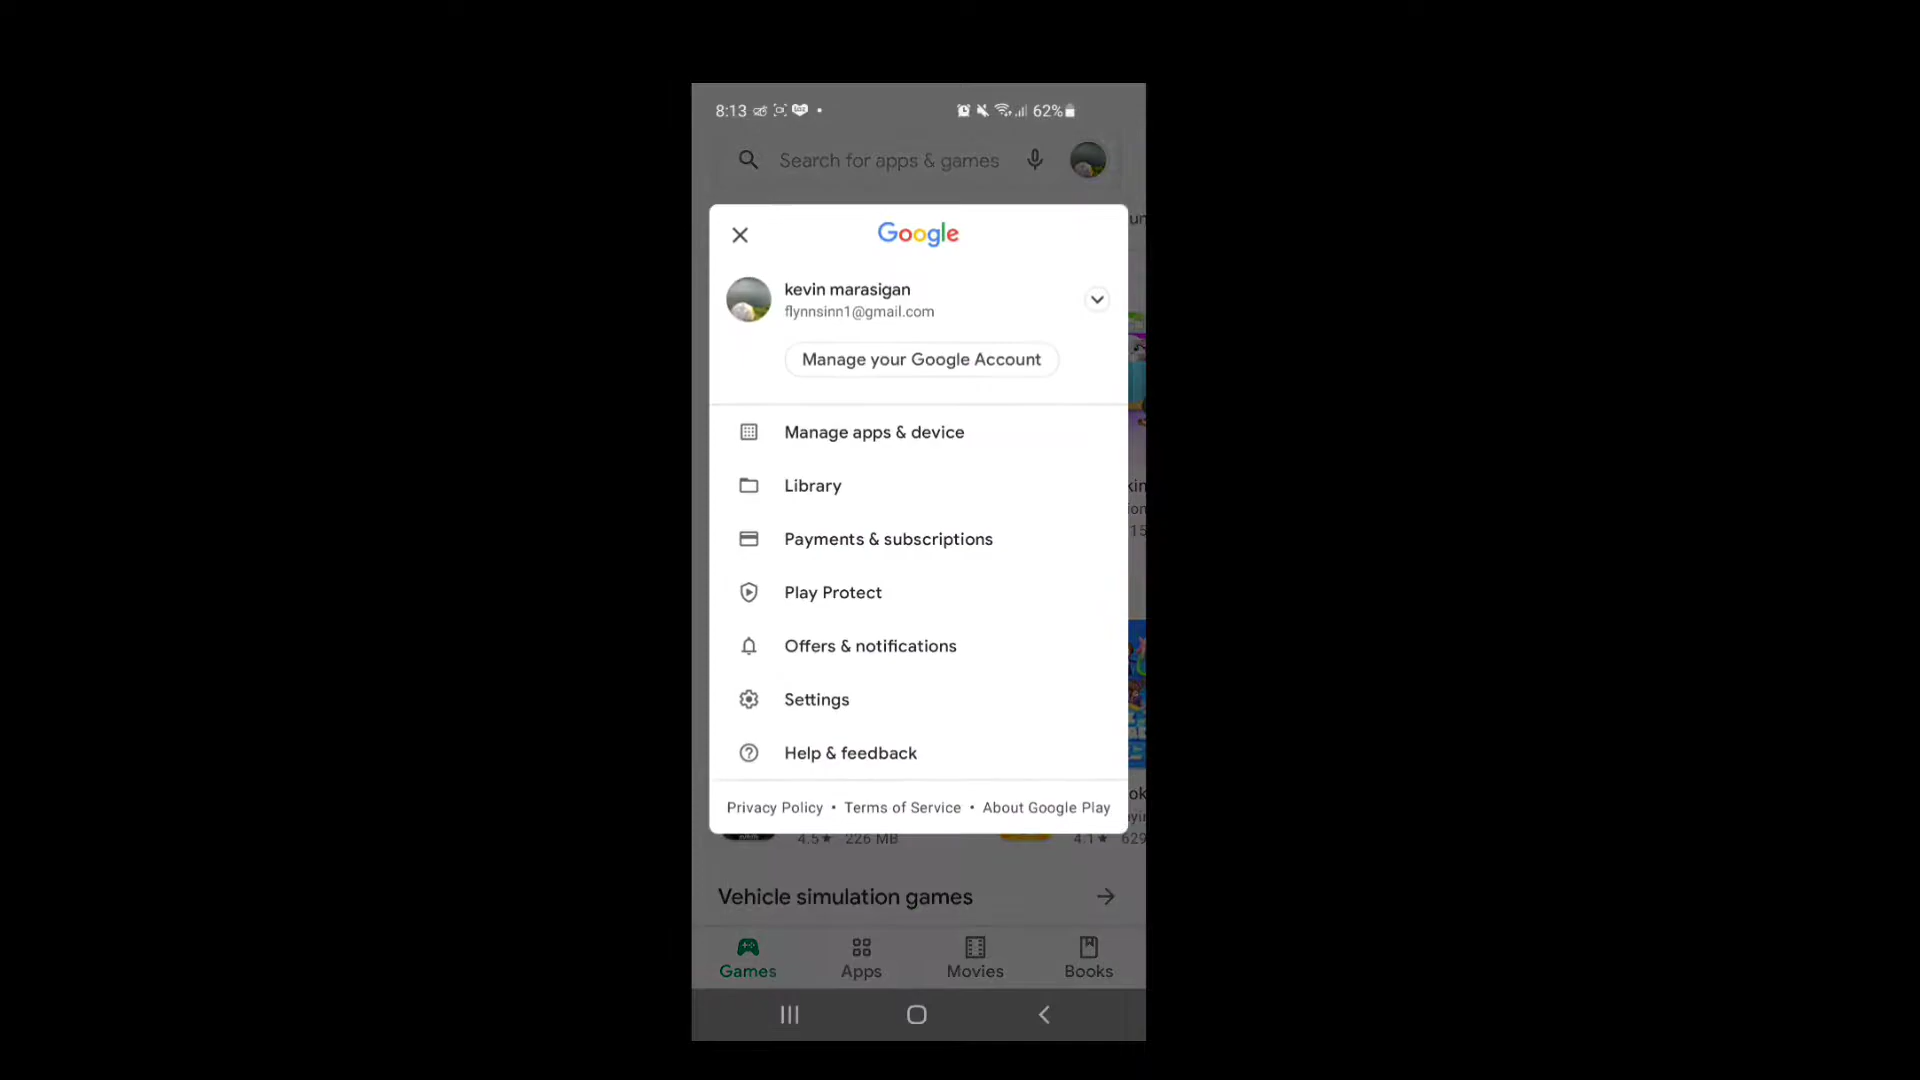 8:13 62%
Search for apps & games
Google
kevin marasigan
flynnsinn1@gmail.com
Manage your Google Account
Manage apps & device
Library
Payments & subscriptions
Play Protect
Offers & notifications
Settings
Help & feedback
Privacy Policy • Terms of Service • About Google Play
4.5★ 226 MB 4.1★ 629
Vehicle simulation games
Games Apps Movies Books